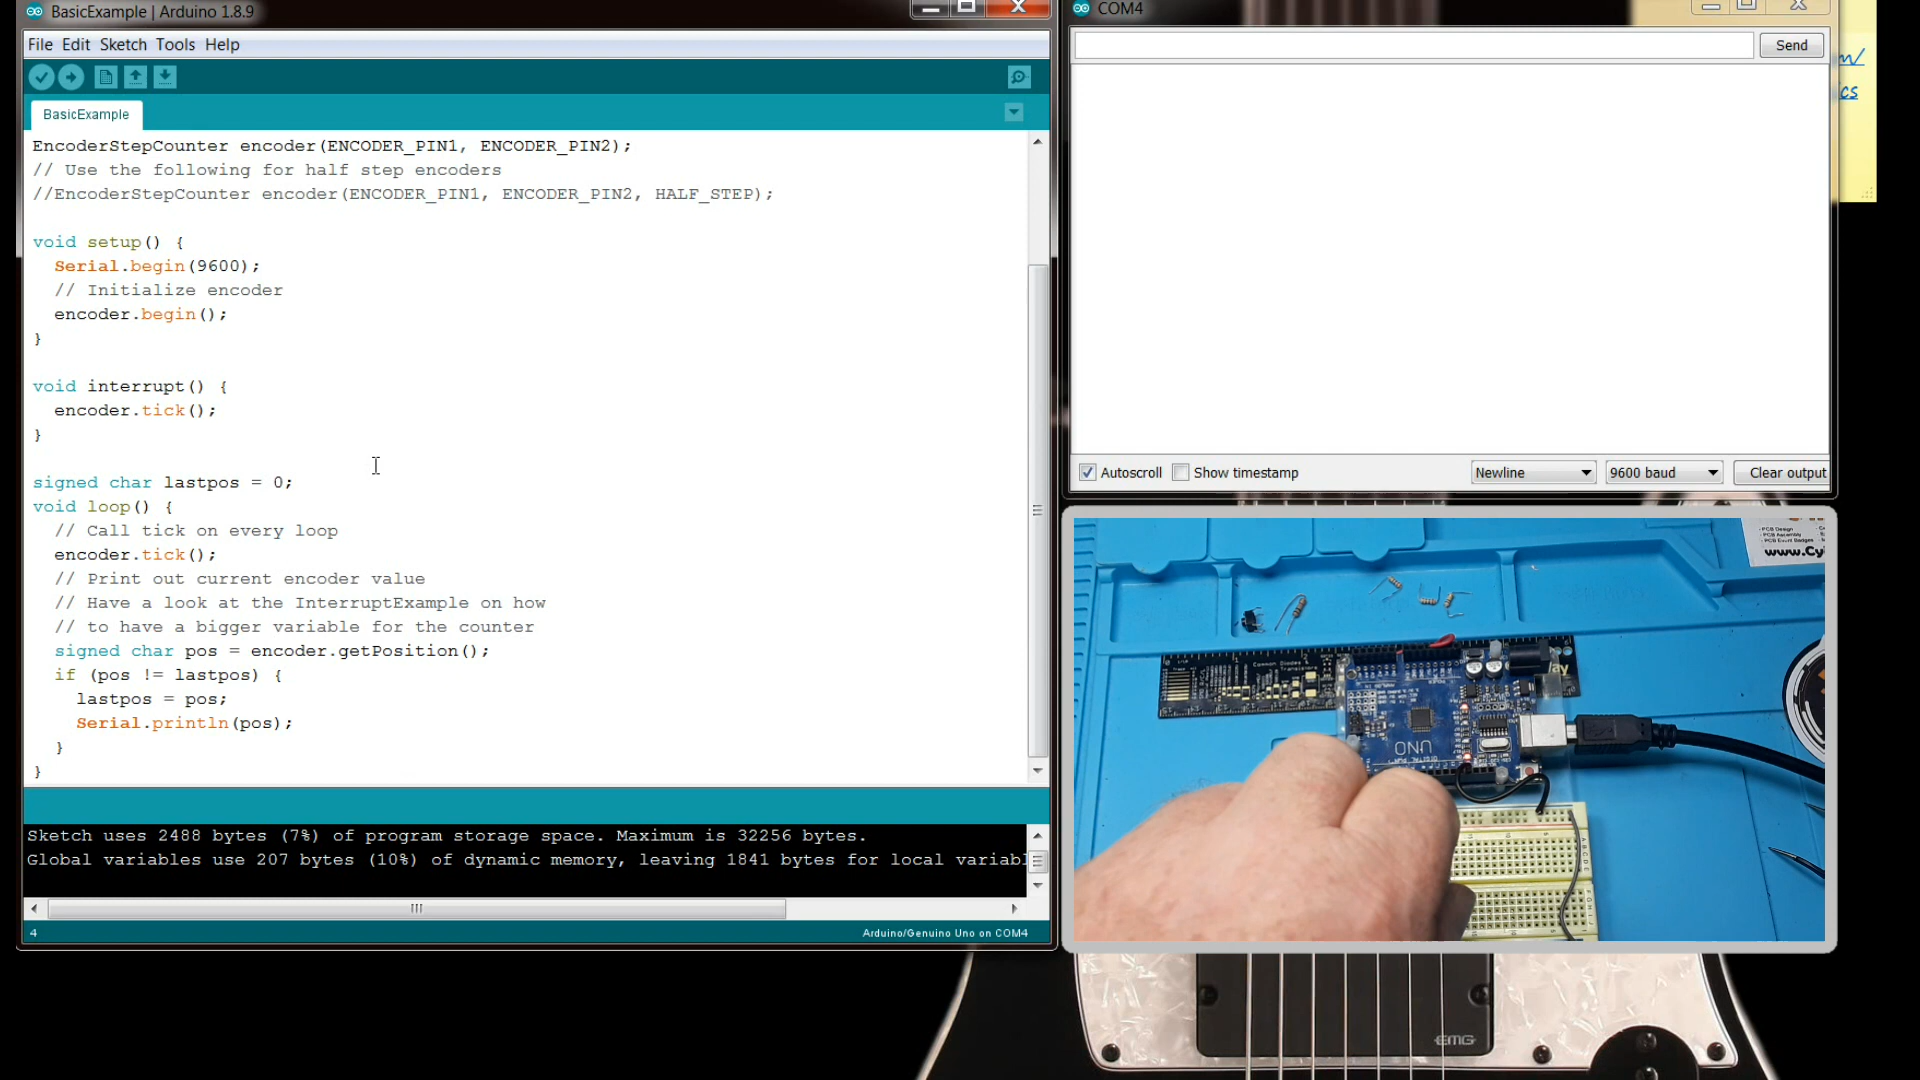 BasicExample | Arduino 1.8.9
File Edit Sketch Tools Help
BasicExample
EncoderStepCounter encoder(ENCODER_PIN1, ENCODER_PIN2);
// Use the following for half step encoders
//EncoderStepCounter encoder(ENCODER_PIN1, ENCODER_PIN2, HALF_STEP);
void setup() {
Serial.begin(9600);
// Initialize encoder
encoder.begin();
}
void interrupt() {
encoder.tick();
}
signed char lastpos = 0;
void loop() {
// Call tick on every loop
encoder.tick();
// Print out current encoder value
// Have a look at the InterruptExample on how
// to have a bigger variable for the counter
signed char pos = encoder.getPosition();
if (pos != lastpos) {
lastpos = pos;
Serial.println(pos);
}
}
Sketch uses 2488 bytes (7%) of program storage space. Maximum is 32256 bytes.
Global variables use 207 bytes (10%) of dynamic memory, leaving 1841 bytes for local variabl
4
Arduino/Genuino Uno on COM4
COM4
Send
Autoscroll
Show timestamp
Newline
9600 baud
Clear output
m/
cs
www.Cy
Common Diodes &
Transistors
UNO
EMG